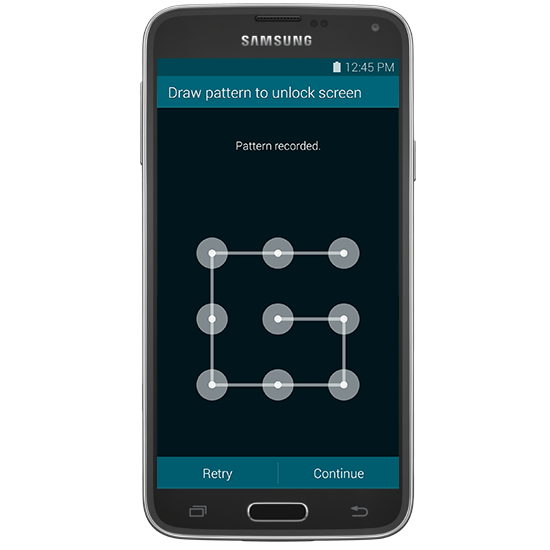 SAMSUNG
12:45 PM
Draw pattern to unlock screen
Pattern recorded.
Retry
Continue